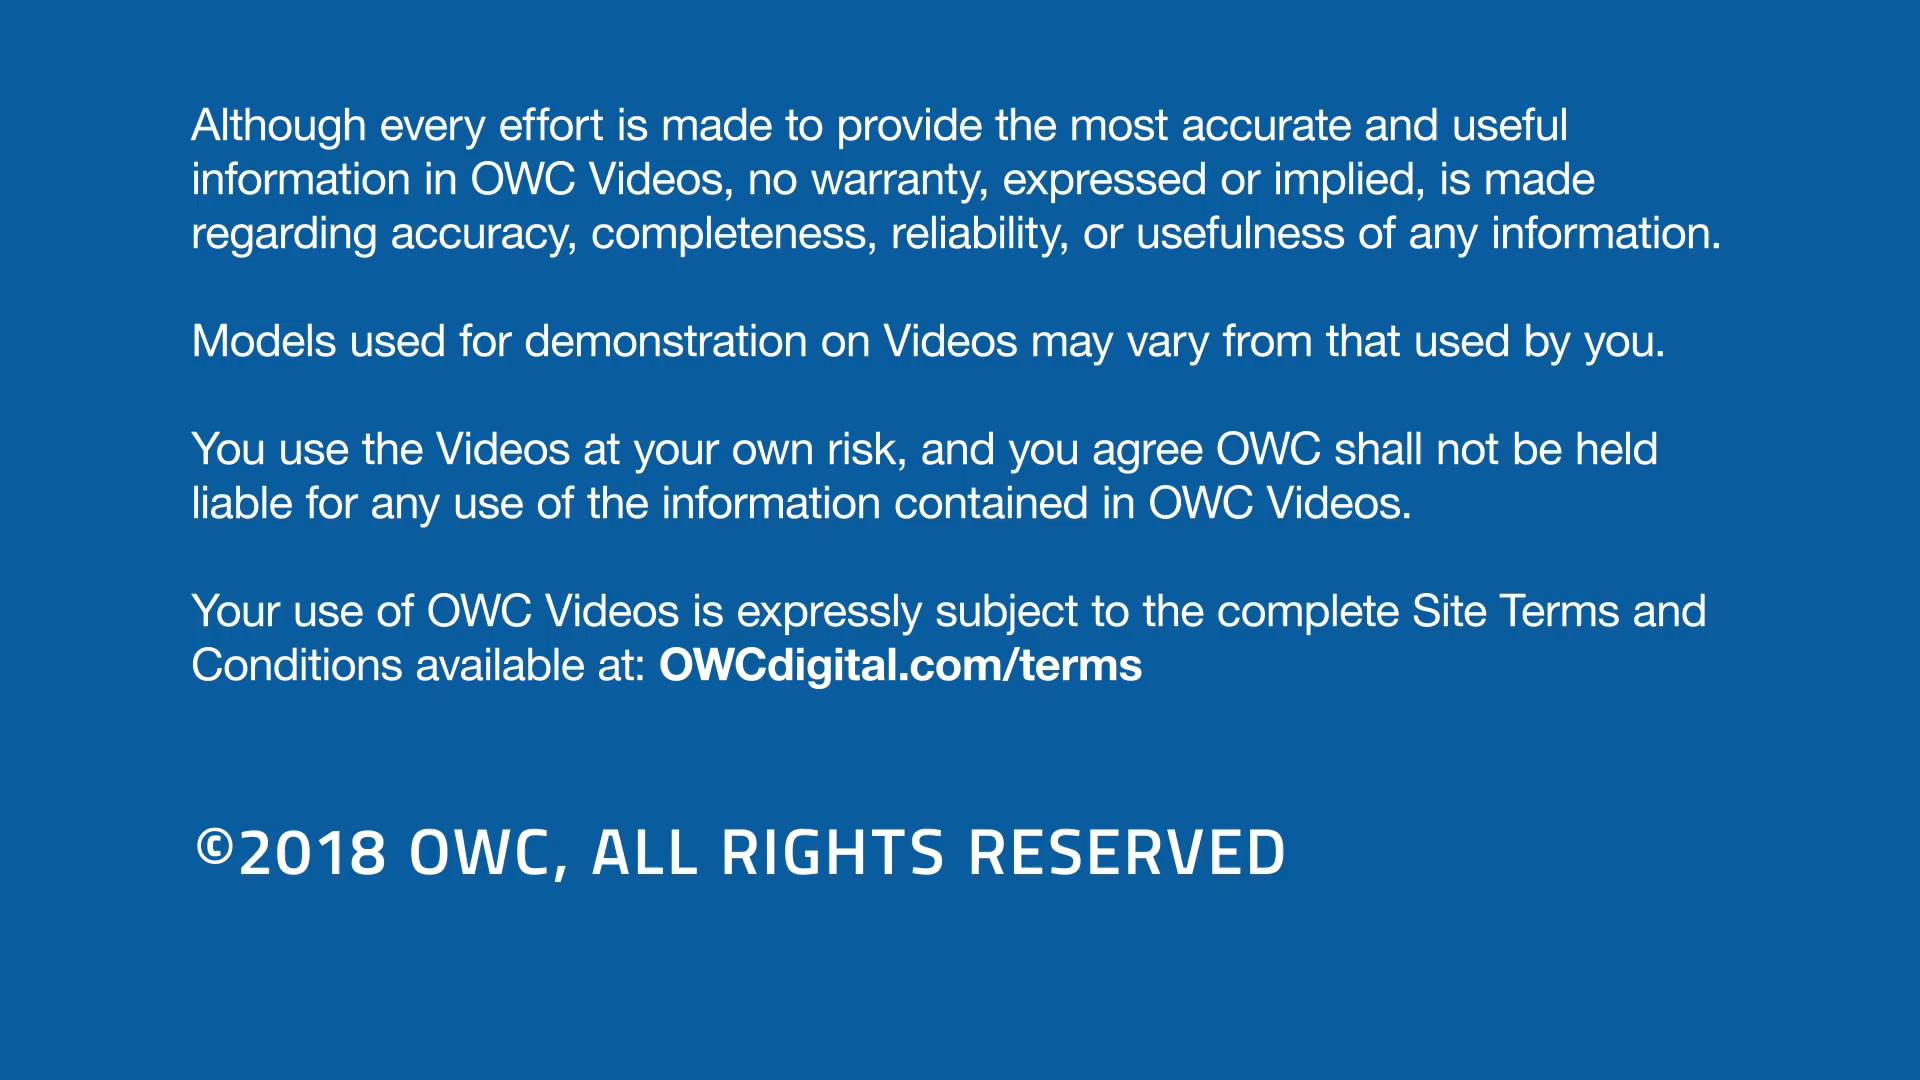 Although every effort is made to provide the most accurate and useful
information in OWC Videos, no warranty, expressed or implied, is made
regarding accuracy, completeness, reliability, or usefulness of any information.
Models used for demonstration on Videos may vary from that used by you.
You use the Videos at your own risk, and you agree OWC shall not be held
liable for any use of the information contained in OWC Videos.
Your use of OWC Videos is expressly subject to the complete Site Terms and
Conditions available at: OWCdigital.com/terms
©2018 OWC, ALL RIGHTS RESERVED